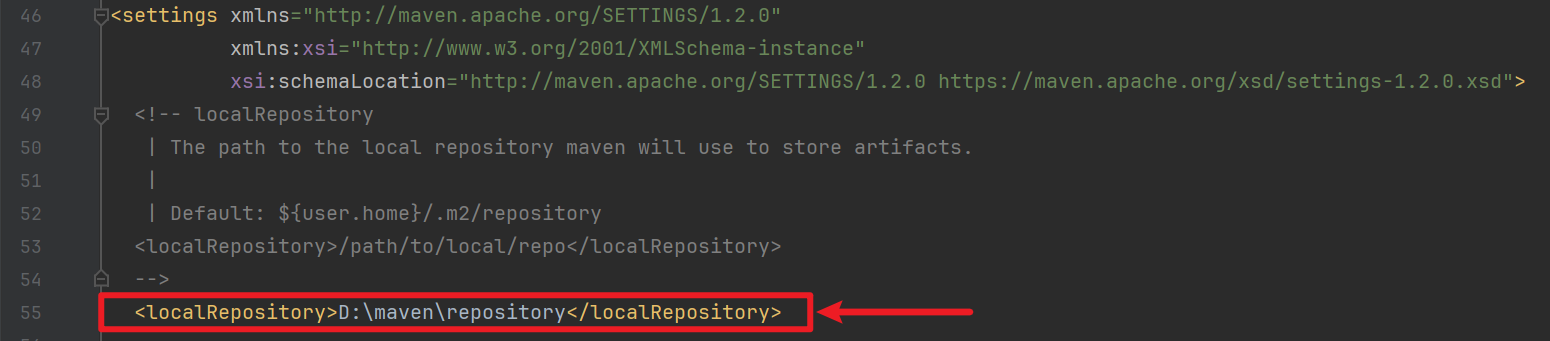 46 <settings xmlns="http://maven.apache.org/SETTINGS/1.2.0"
47 xmlns:xsi="http://www.w3.org/2001/XMLSchema-instance"
48 xsi:schemaLocation="http://maven.apache.org/SETTINGS/1.2.0 https://maven.apache.org/xsd/settings-1.2.0.xsd">
49 <!-- localRepository
50 | The path to the local repository maven will use to store artifacts.
51 |
52 | Default: ${user.home}/.m2/repository
53 <localRepository>/path/to/local/repo</localRepository>
54 -->
55 <localRepository>D:\maven\repository</localRepository>